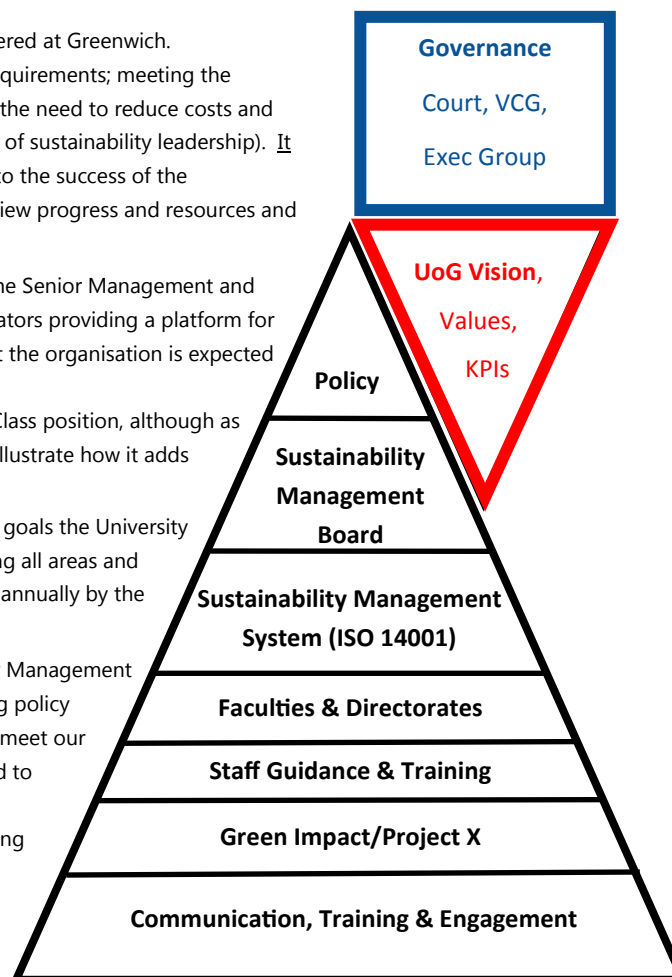 ered at Greenwich.
quirements; meeting the
the need to reduce costs and
of sustainability leadership). It
to the success of the
view progress and resources and
he Senior Management and
ators providing a platform for
t the organisation is expected
Class position, although as
illustrate how it adds
goals the University
ng all areas and
annually by the
Management
g policy
meet our
d to
ing
Governance
Court, VCG,
Exec Group
UoG Vision,
Values,
KPIs
Policy
Sustainability
Management
Board
Sustainability Management
System (ISO 14001)
Faculties & Directorates
Staff Guidance & Training
Green Impact/Project X
Communication, Training & Engagement